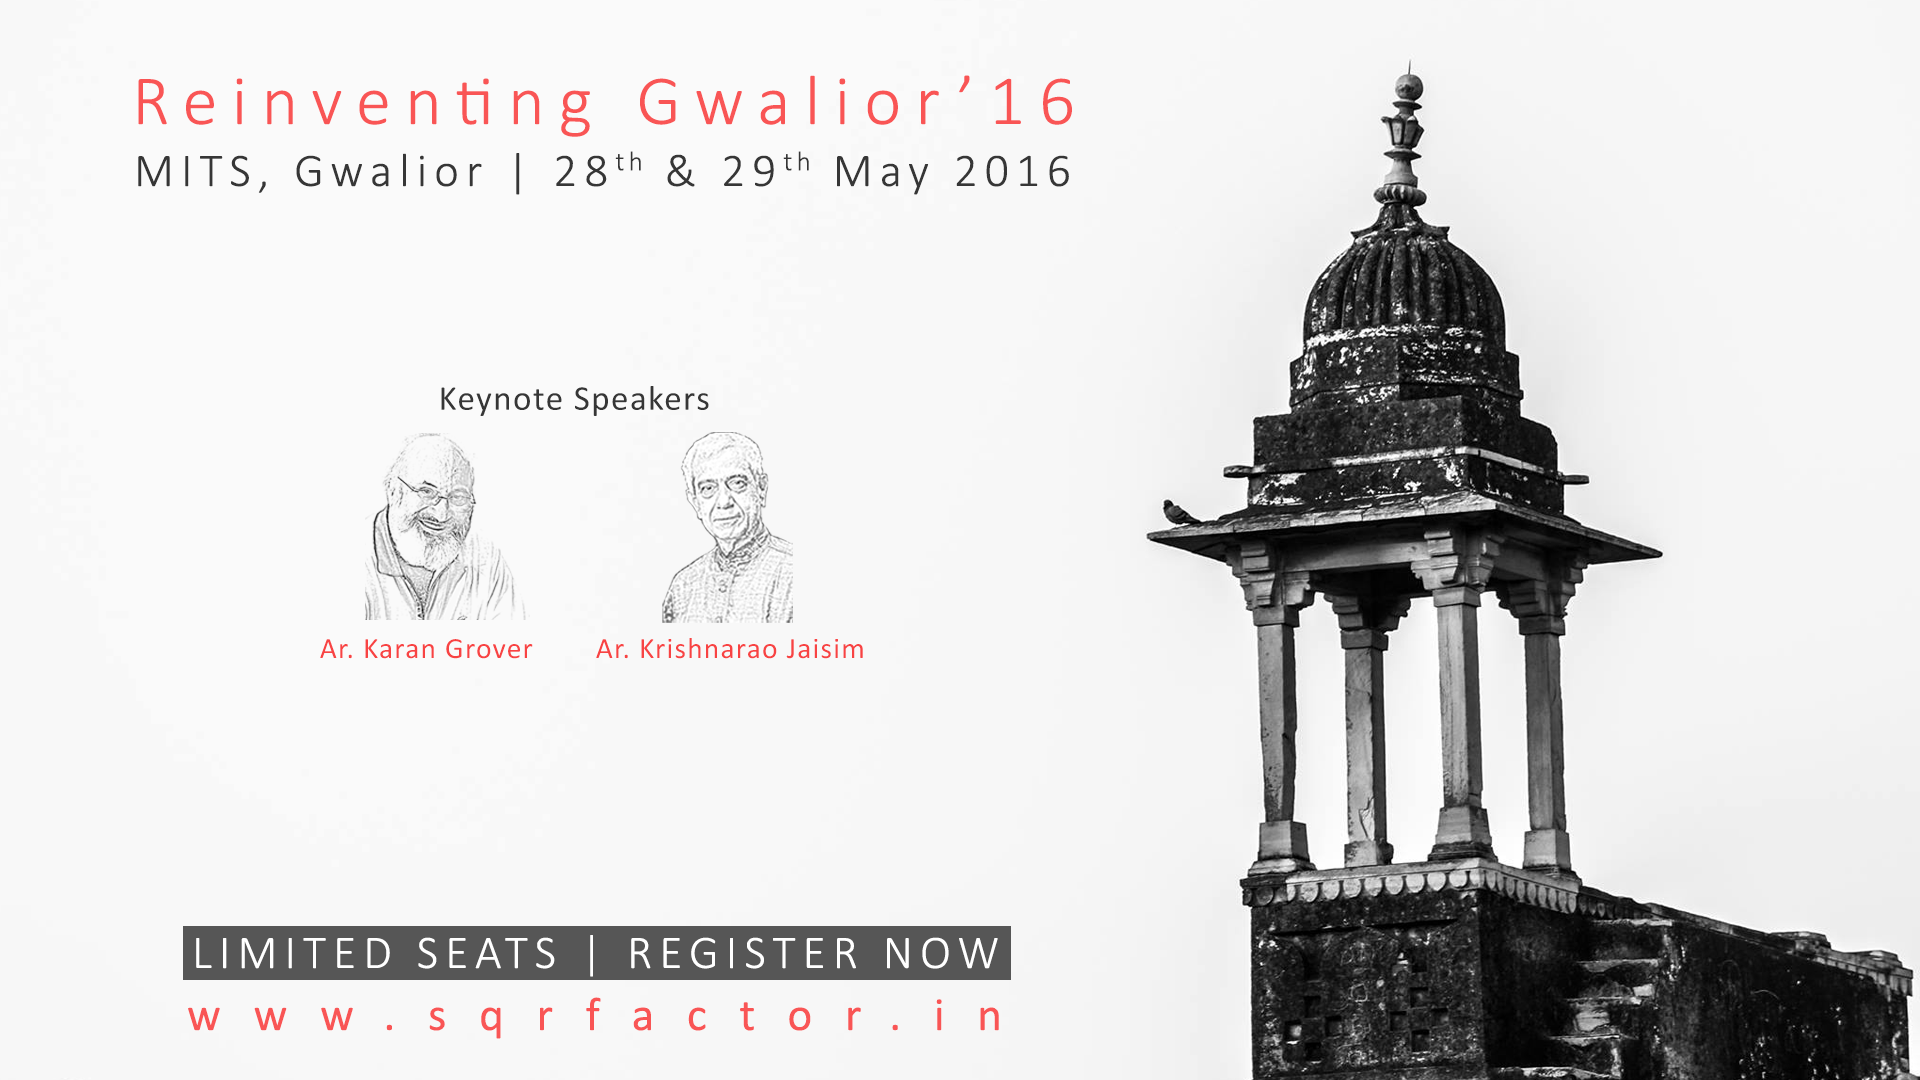 Reinventing Gwalior’16
MITS, Gwalior | 28th & 29th May 2016
Keynote Speakers
Ar. Karan Grover
Ar. Krishnarao Jaisim
LIMITED SEATS | REGISTER NOW
www.sqrfactor.in